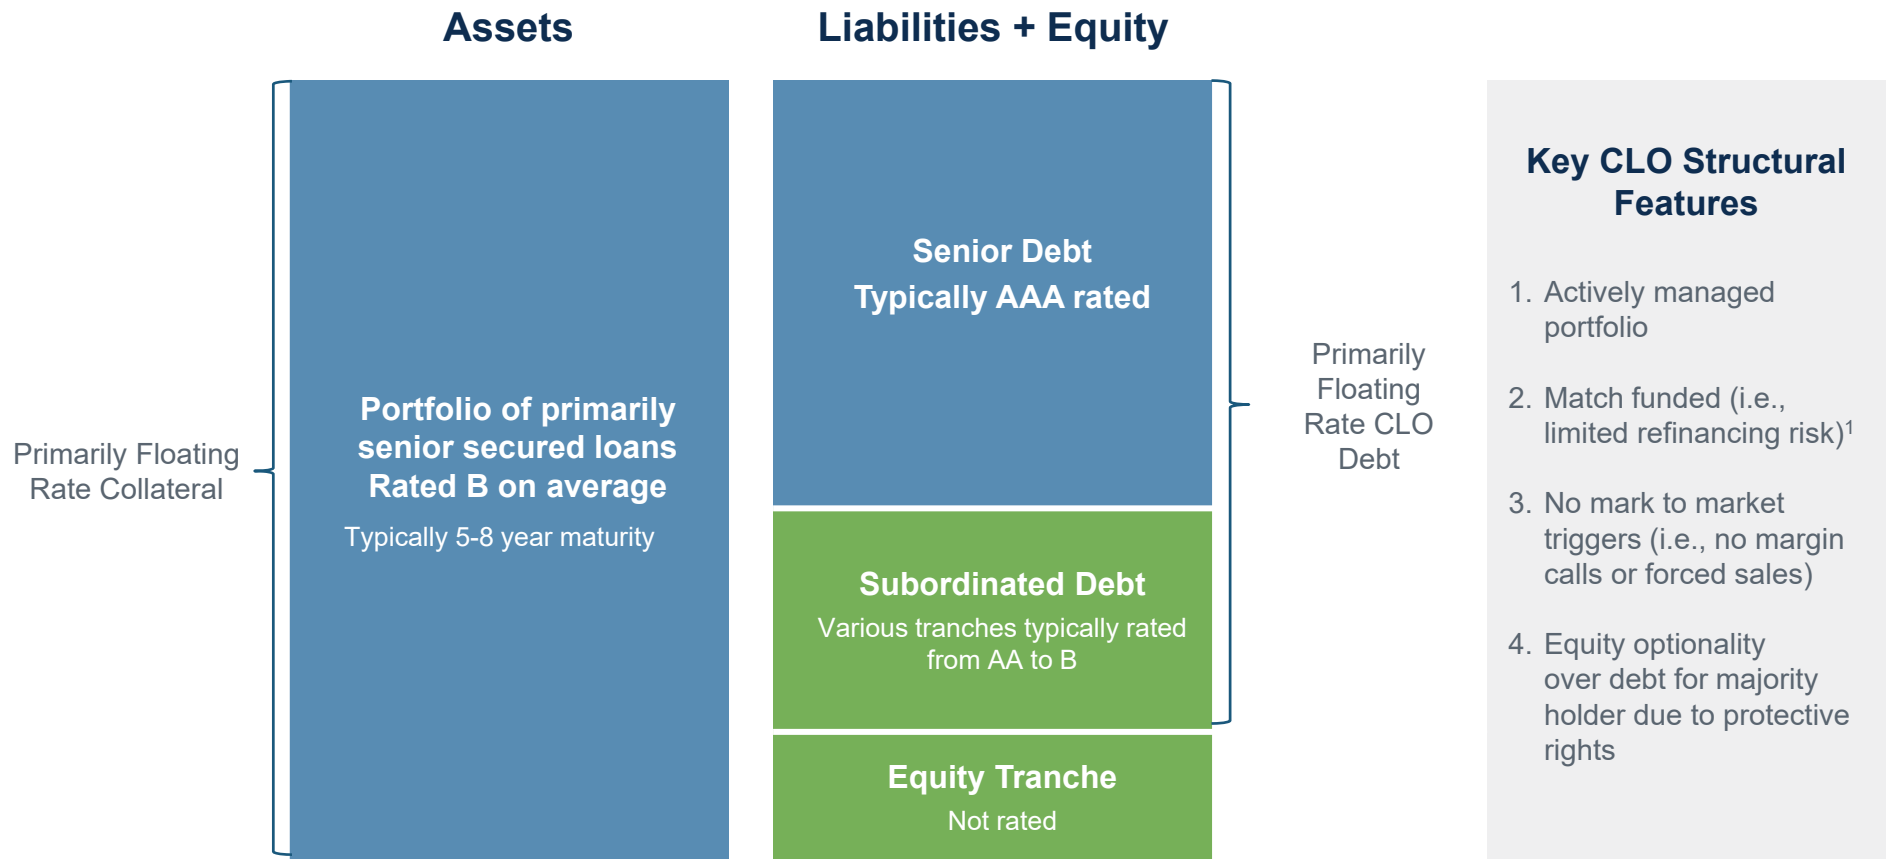 Assets
Liabilities + Equity
Primarily Floating
Rate Collateral
Portfolio of primarily
senior secured loans
Rated B on average
Typically 5-8 year maturity
Senior Debt
Typically AAA rated
Subordinated Debt
Various tranches typically rated
from AA to B
Equity Tranche
Not rated
Primarily
Floating
Rate CLO
Debt
Key CLO Structural
Features
1. Actively managed
portfolio
2. Match funded (i.e.,
limited refinancing risk)¹
3. No mark to market
triggers (i.e., no margin
calls or forced sales)
4. Equity optionality
over debt for majority
holder due to protective
rights